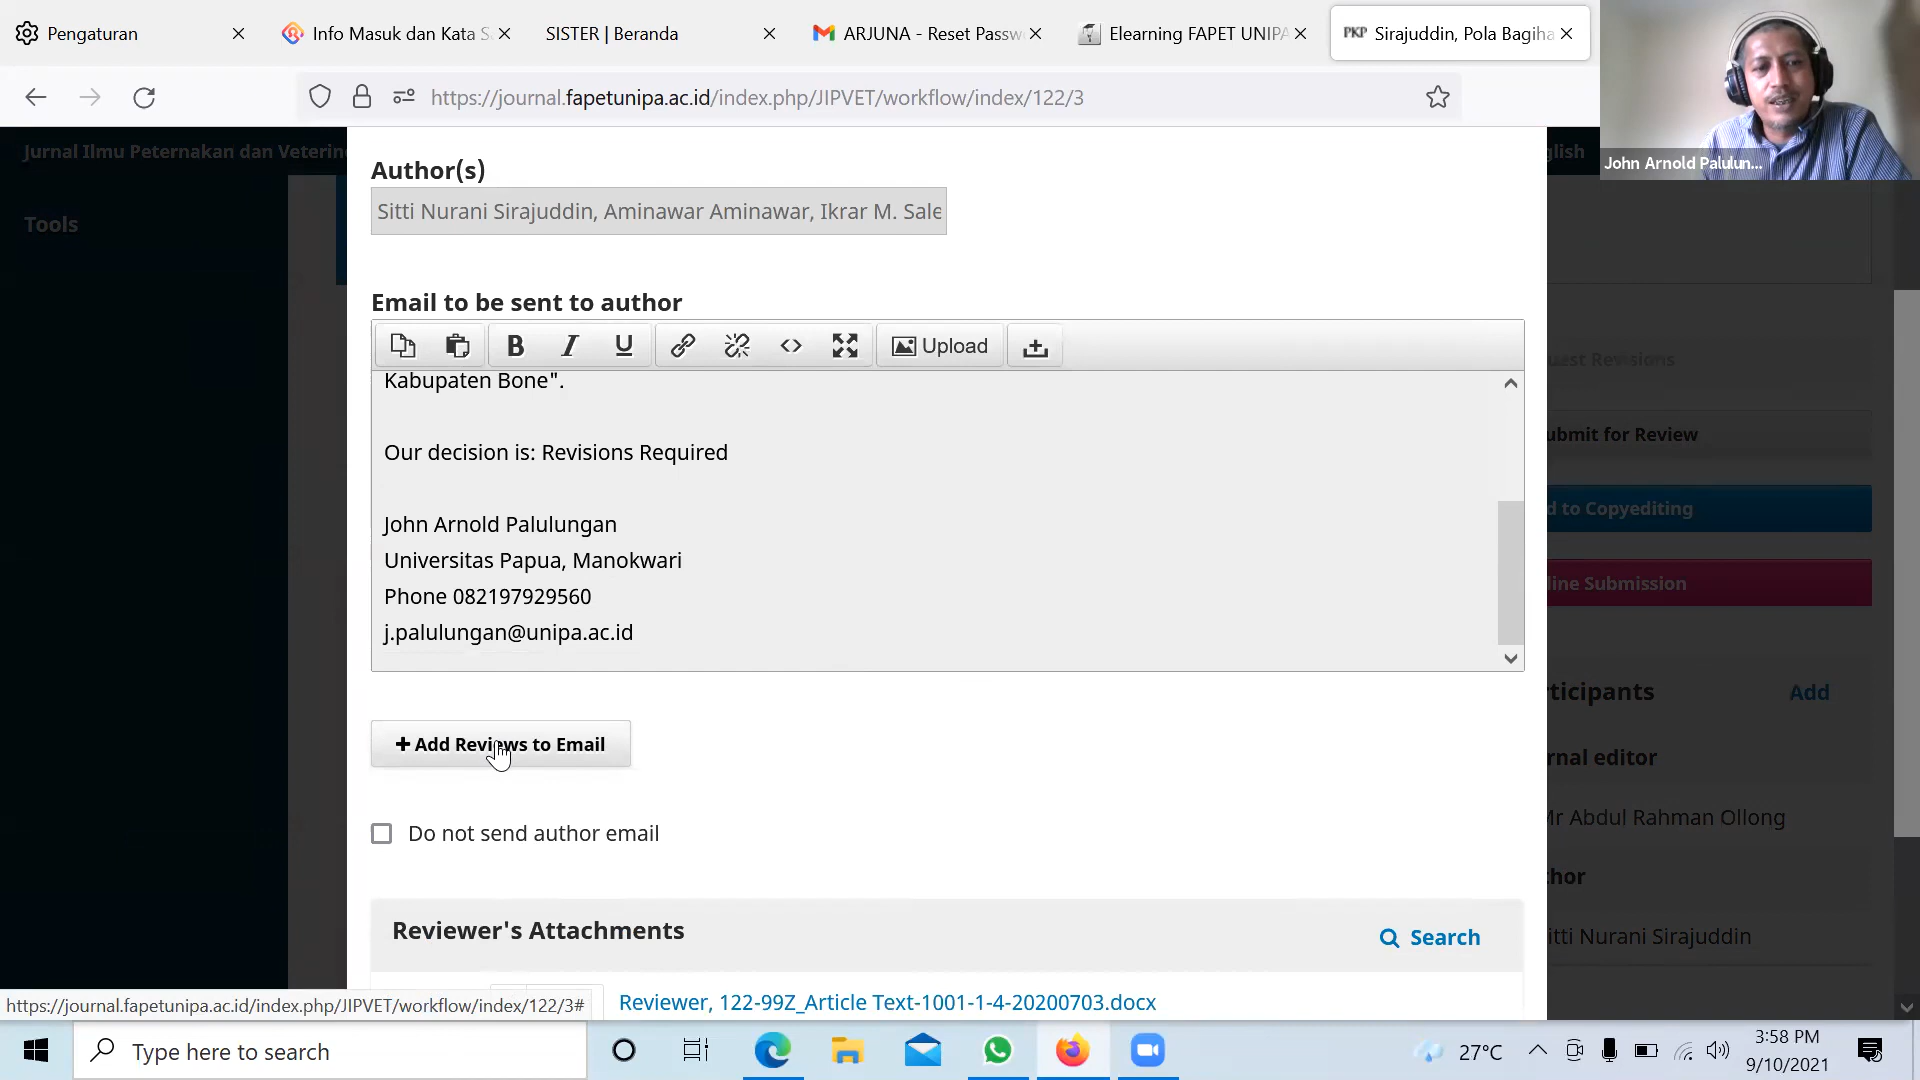 Pengaturan
Info Masuk dan Kata S
SISTER | Beranda
ARJUNA - Reset Passw
Elearning FAPET UNIPA
PKP Sirajuddin, Pola Bagiha
https://journal.fapetunipa.ac.id/index.php/JIPVET/workflow/index/122/3
John Arnold Palulun...
Jurnal Ilmu Peternakan dan Veterin
glish
Tools
Author(s)
Sitti Nurani Sirajuddin, Aminawar Aminawar, Ikrar M. Sale
Email to be sent to author
B I U Upload
Kabupaten Bone".
Our decision is: Revisions Required
John Arnold Palulungan
Universitas Papua, Manokwari
Phone 082197929560
j.palulungan@unipa.ac.id
uest Revisions
ubmit for Review
d to Copyediting
line Submission
rticipants
Add
rnal editor
Mr Abdul Rahman Ollong
thor
itti Nurani Sirajuddin
+ Add Reviews to Email
Do not send author email
Reviewer's Attachments
Search
Reviewer, 122-99Z_Article Text-1001-1-4-20200703.docx
https://journal.fapetunipa.ac.id/index.php/JIPVET/workflow/index/122/3#
Type here to search
27°C
3:58 PM
9/10/2021